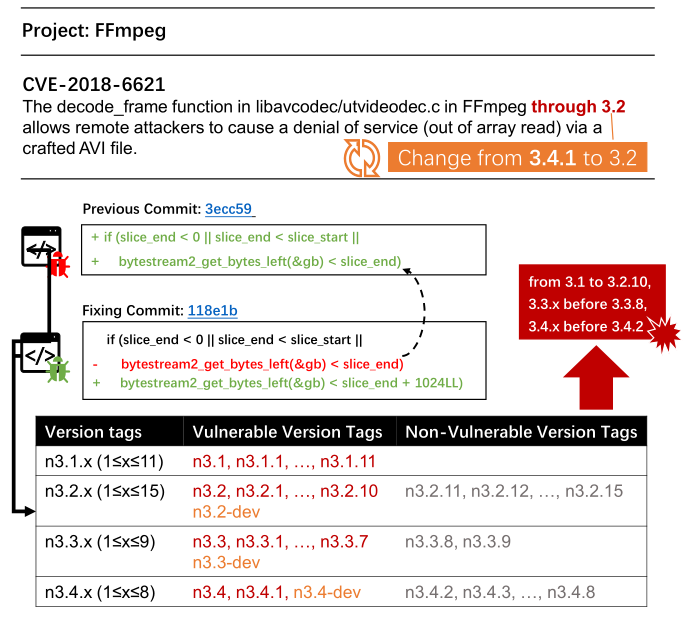 Project: FFmpeg
CVE-2018-6621
The decode_frame function in libavcodec/utvideodec.c in FFmpeg through 3.2
allows remote attackers to cause a denial of service (out of array read) via a
crafted AVI file.
Change from 3.4.1 to 3.2
Previous Commit: 3ecc59
</>
+ if (slice_end < 0 || slice_end < slice_start ||
+ bytestream2_get_bytes_left(&gb) < slice_end)
Fixing Commit: 118e1b
</>
if (slice_end < 0 || slice_end < slice_start ||
- bytestream2_get_bytes_left(&gb) < slice_end)
+ bytestream2_get_bytes_left(&gb) < slice_end + 1024LL)
from 3.1 to 3.2.10,
3.3.x before 3.3.8,
3.4.x before 3.4.2
Version tags Vulnerable Version Tags Non-Vulnerable Version Tags
n3.1.x (1≤x≤11) n3.1, n3.1.1, …, n3.1.11
n3.2.x (1≤x≤15) n3.2, n3.2.1, …, n3.2.10 n3.2.11, n3.2.12, …, n3.2.15
n3.2-dev
n3.3.x (1≤x≤9) n3.3, n3.3.1, …, n3.3.7 n3.3.8, n3.3.9
n3.3-dev
n3.4.x (1≤x≤8) n3.4, n3.4.1, n3.4-dev n3.4.2, n3.4.3, …, n3.4.8